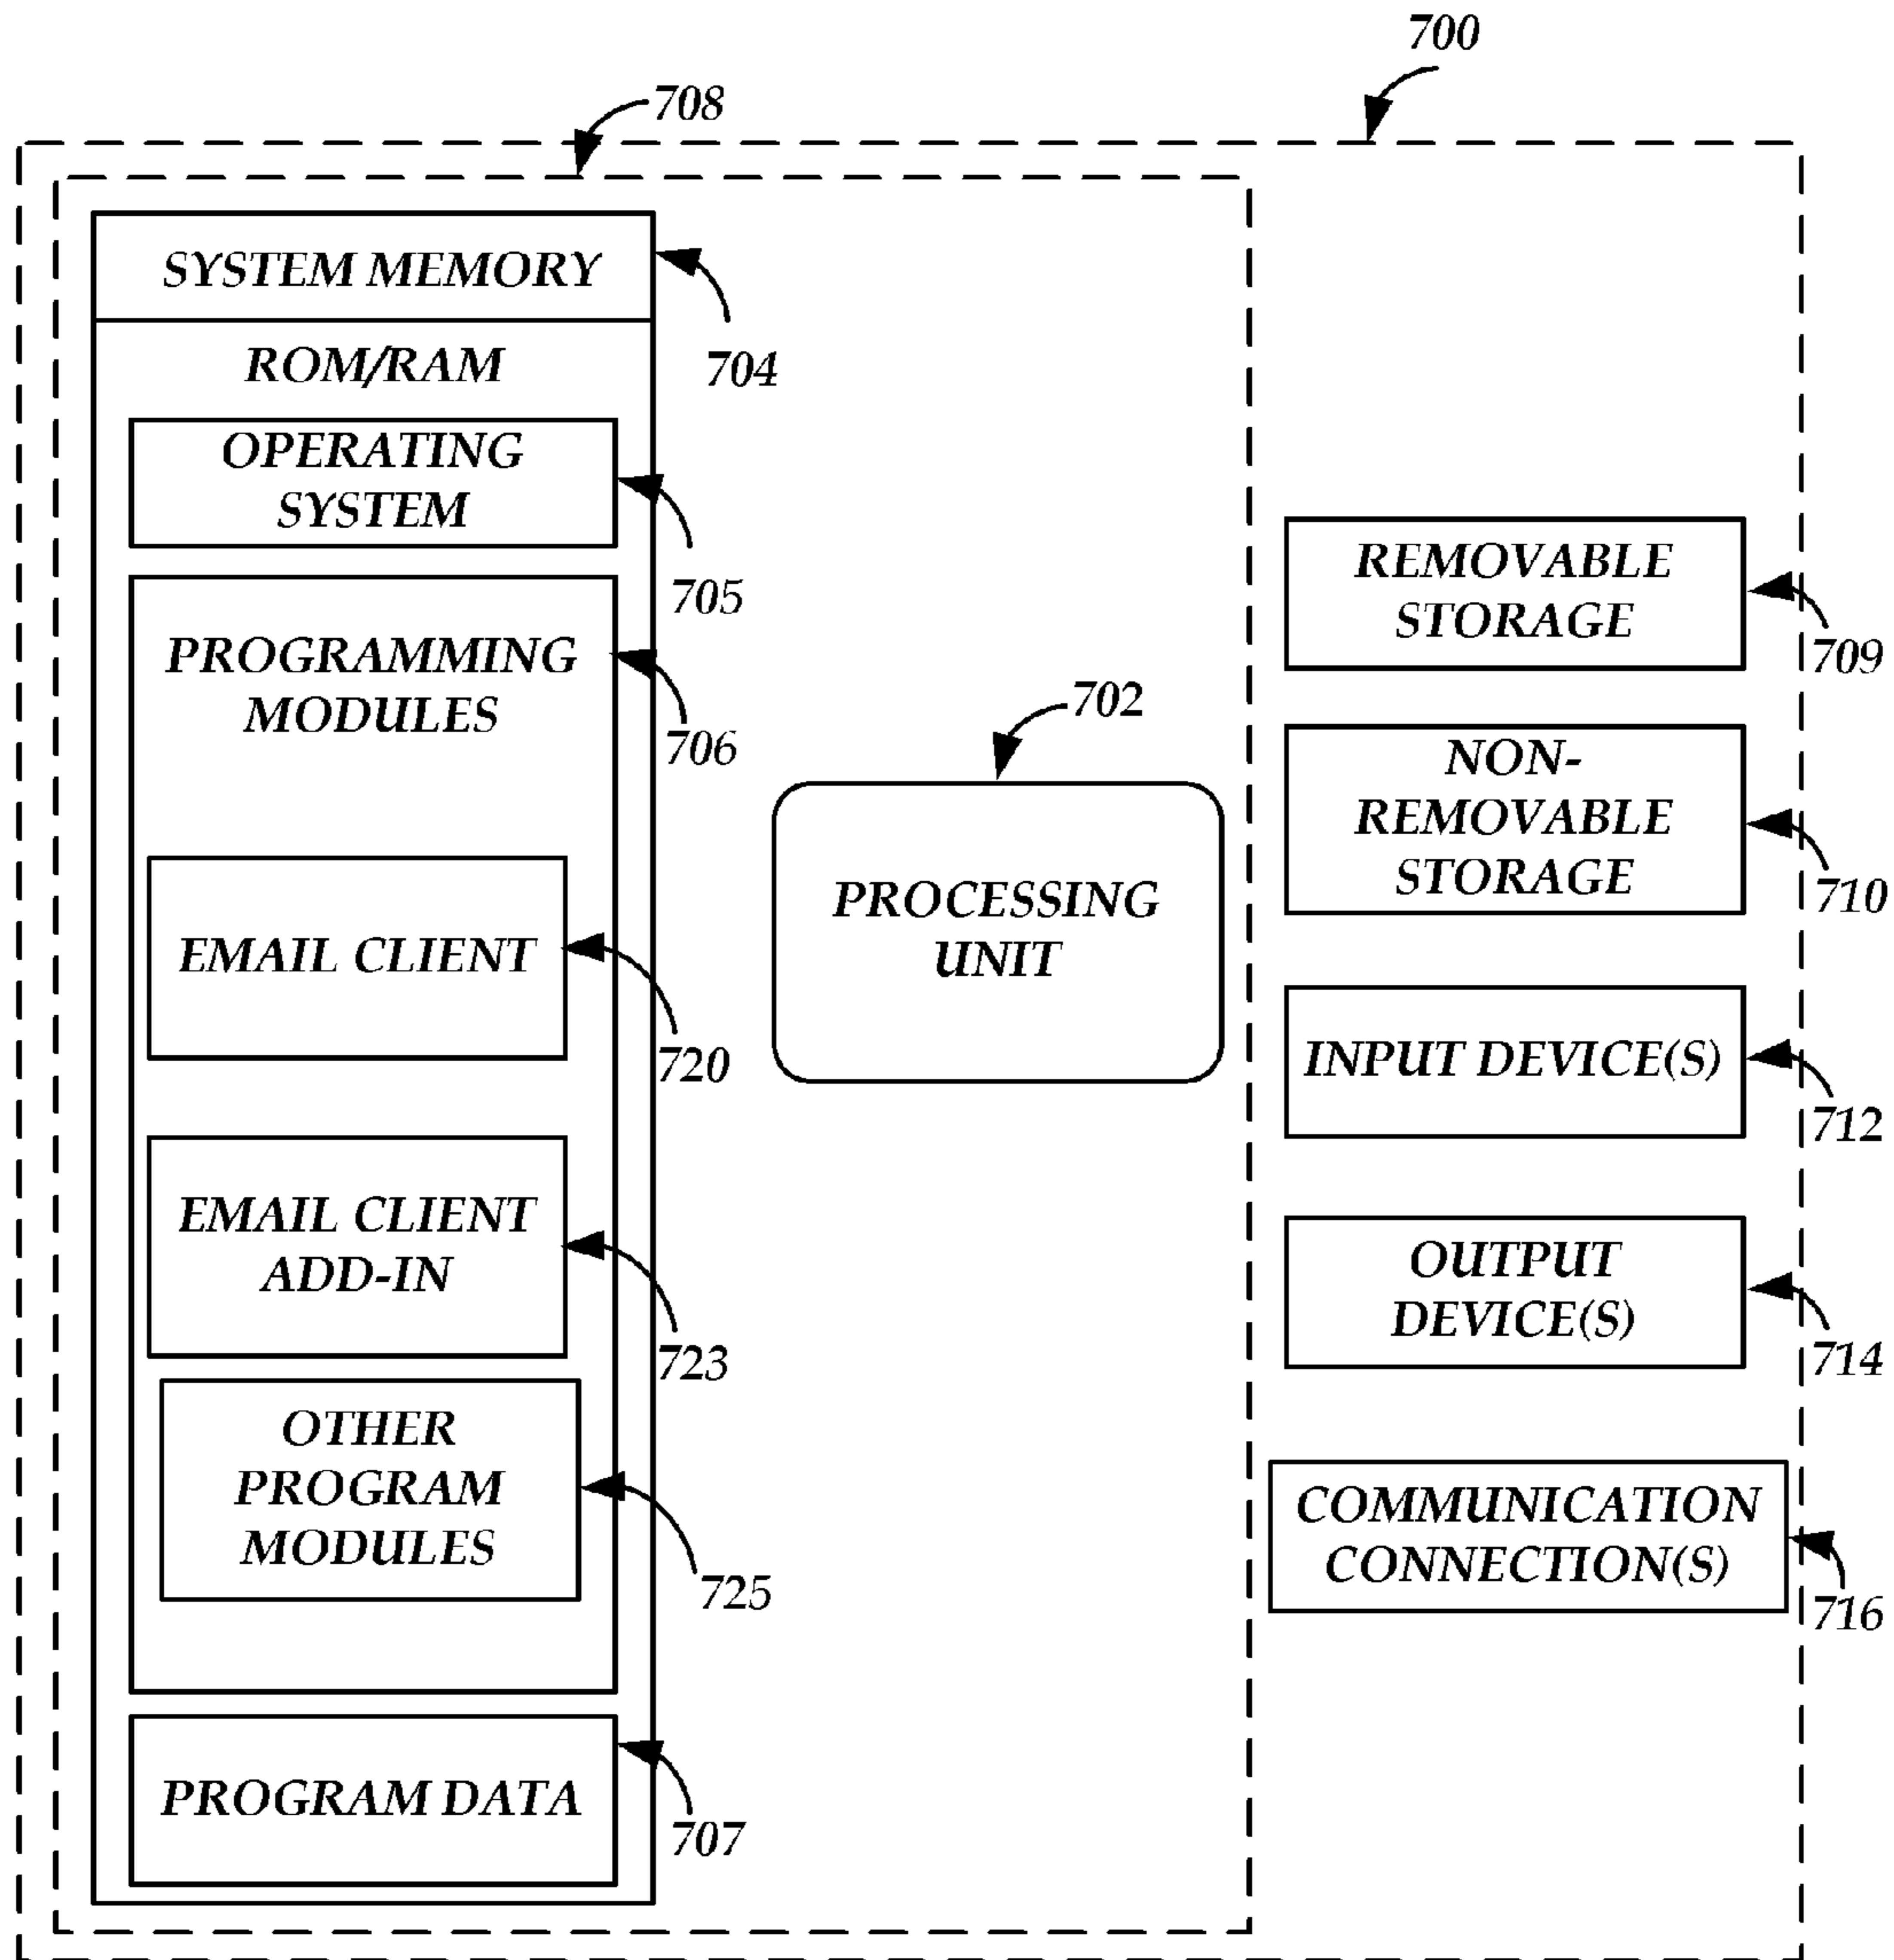 700
708
SYSTEM MEMORY
704
ROM/RAM
OPERATING
SYSTEM
705
PROGRAMMING
MODULES
706
EMAIL CLIENT
720
EMAIL CLIENT
ADD-IN
723
OTHER
PROGRAM
MODULES
725
PROGRAM DATA
707
702
PROCESSING
UNIT
REMOVABLE
STORAGE
709
NON-
REMOVABLE
STORAGE
710
INPUT DEVICE(S)
712
OUTPUT
DEVICE(S)
714
COMMUNICATION
CONNECTION(S)
716